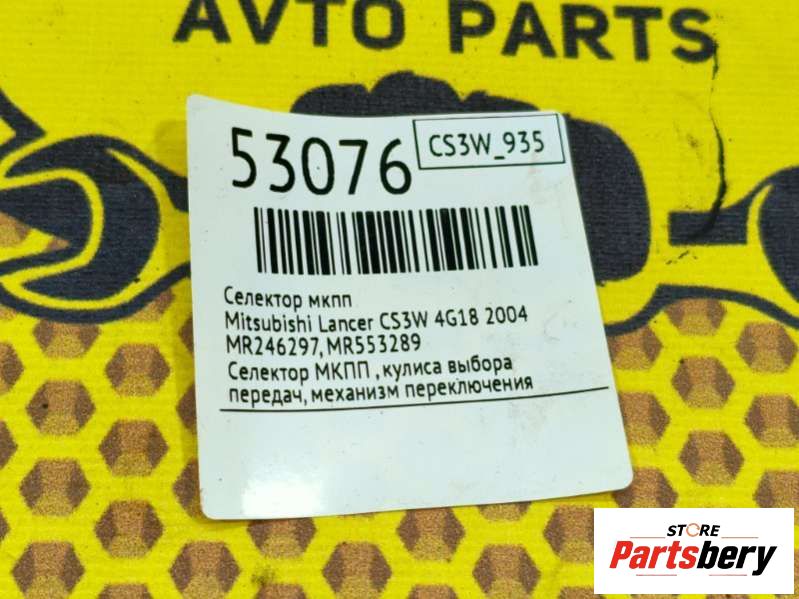 AVTO PARTS
53076
CS3W_935
Селектор мкпп
Mitsubishi Lancer CS3W 4G18 2004
MR246297, MR553289
Селектор МКПП , кулиса выбора
передач, механизм переключения
STORE
Partsbery